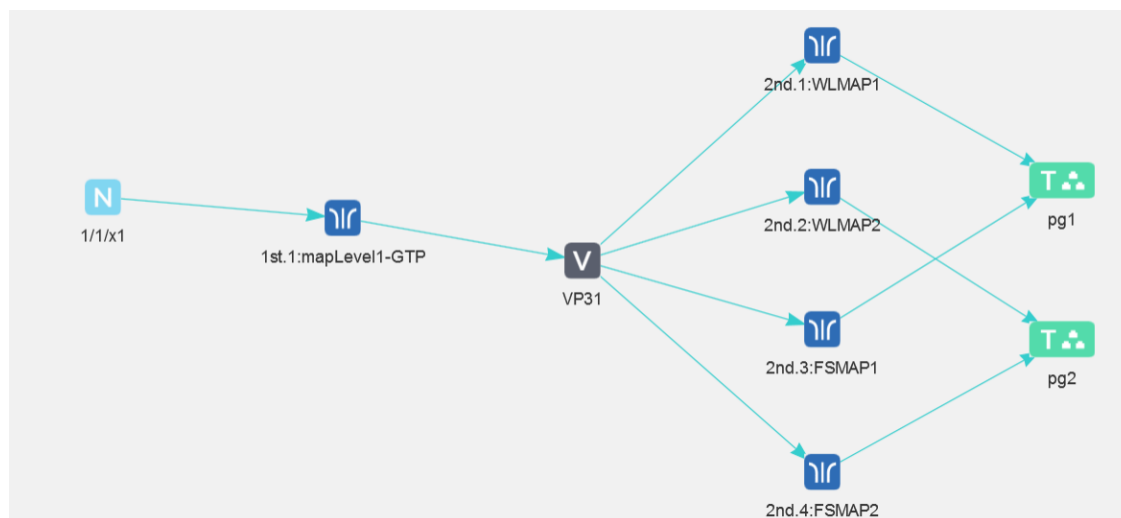 N
1/1/x1
1st.1:mapLevel1-GTP
V
VP31
2nd.1:WLMAP1
2nd.2:WLMAP2
2nd.3:FSMAP1
2nd.4:FSMAP2
T
pg1
T
pg2